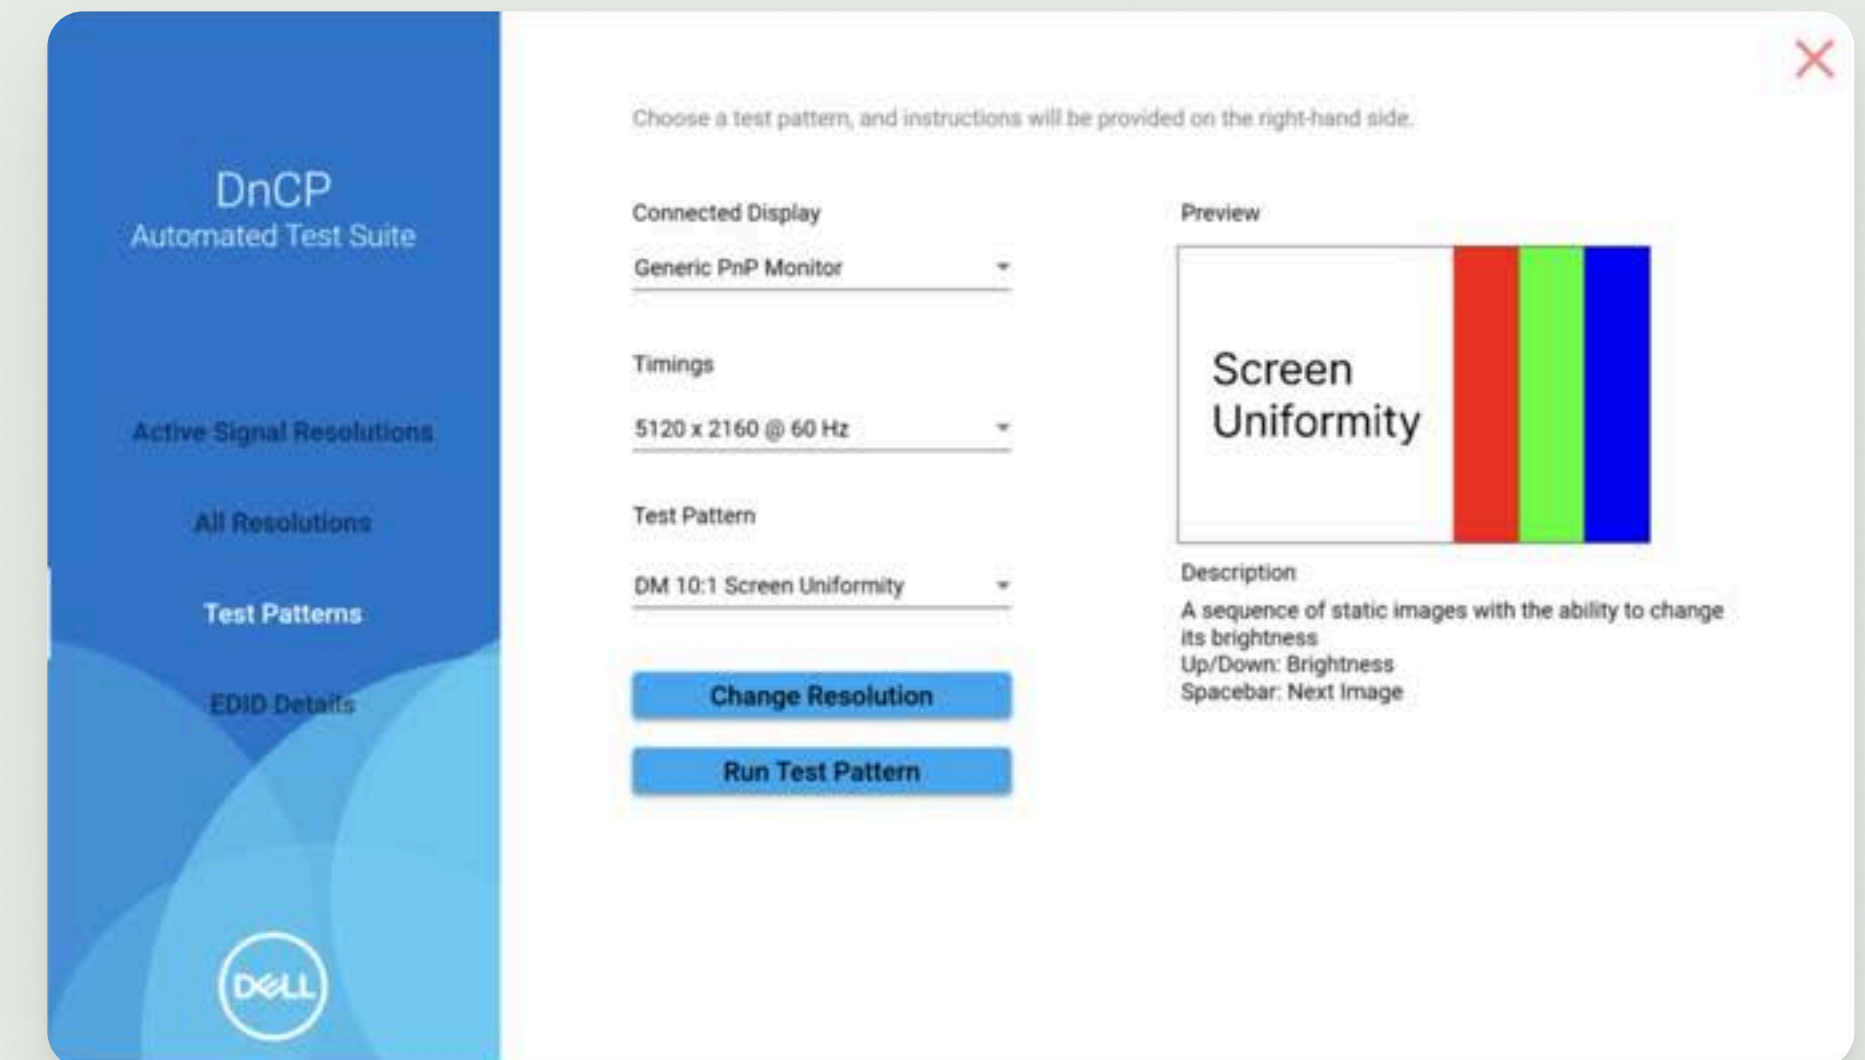 DnCP
Automated Test Suite
Active Signal Resolutions
All Resolutions
Test Patterns
EDID Details
DELL
Choose a test pattern, and instructions will be provided on the right-hand side.
Connected Display
Generic PnP Monitor
Timings
5120 x 2160 @ 60 Hz
Test Pattern
DM 10:1 Screen Uniformity
Change Resolution
Run Test Pattern
Preview
Screen
Uniformity
Description
A sequence of static images with the ability to change
its brightness
Up/Down: Brightness
Spacebar: Next Image